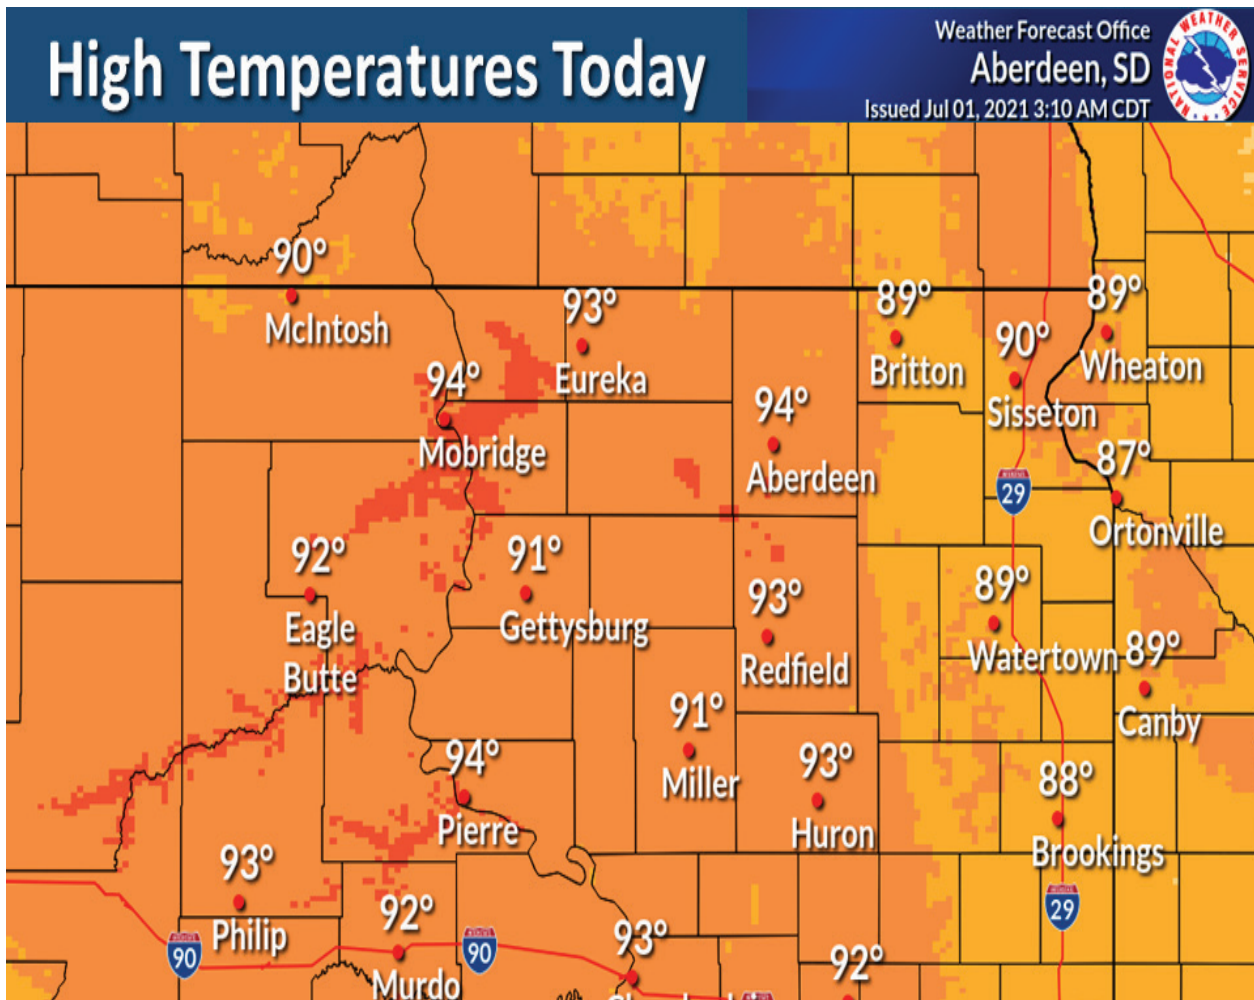 High Temperatures Today
Weather Forecast Office
Aberdeen, SD
Issued Jul 01, 2021 3:10 AM CDT
NATIONAL WEATHER SERVICE
90°
McIntosh
93°
Eureka
89°
Britton
89°
Wheaton
90°
Sisseton
94°
Mobridge
94°
Aberdeen
87°
Ortonville
29
92°
Eagle
Butte
91°
Gettysburg
93°
Redfield
89°
Watertown
89°
Canby
91°
Miller
94°
Pierre
93°
Huron
88°
Brookings
93°
Philip
92°
Murdo
90
90
93°
92°
29